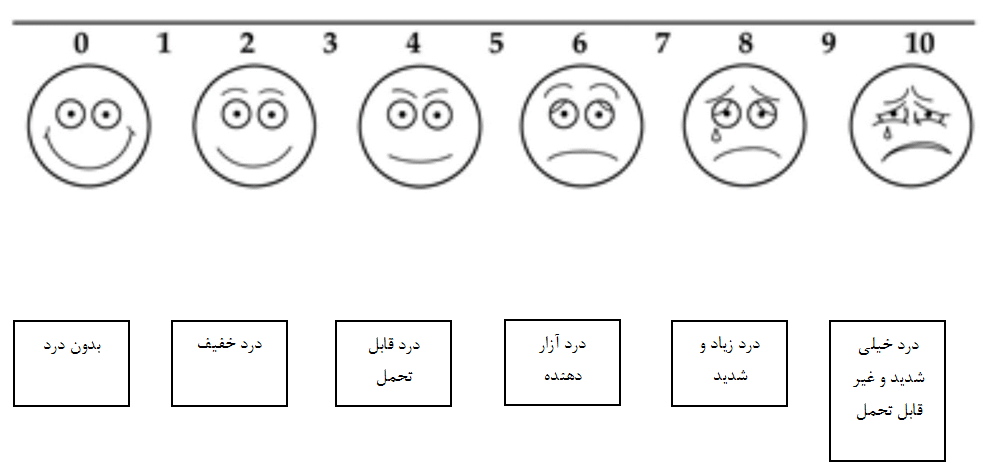 0 1 2 3 4 5 6 7 8 9 10
بدون درد
درد خفیف
درد قابل
تحمل
درد آزار
دهنده
درد زیاد و
شدید
درد خیلی
شدید و غیر
قابل تحمل